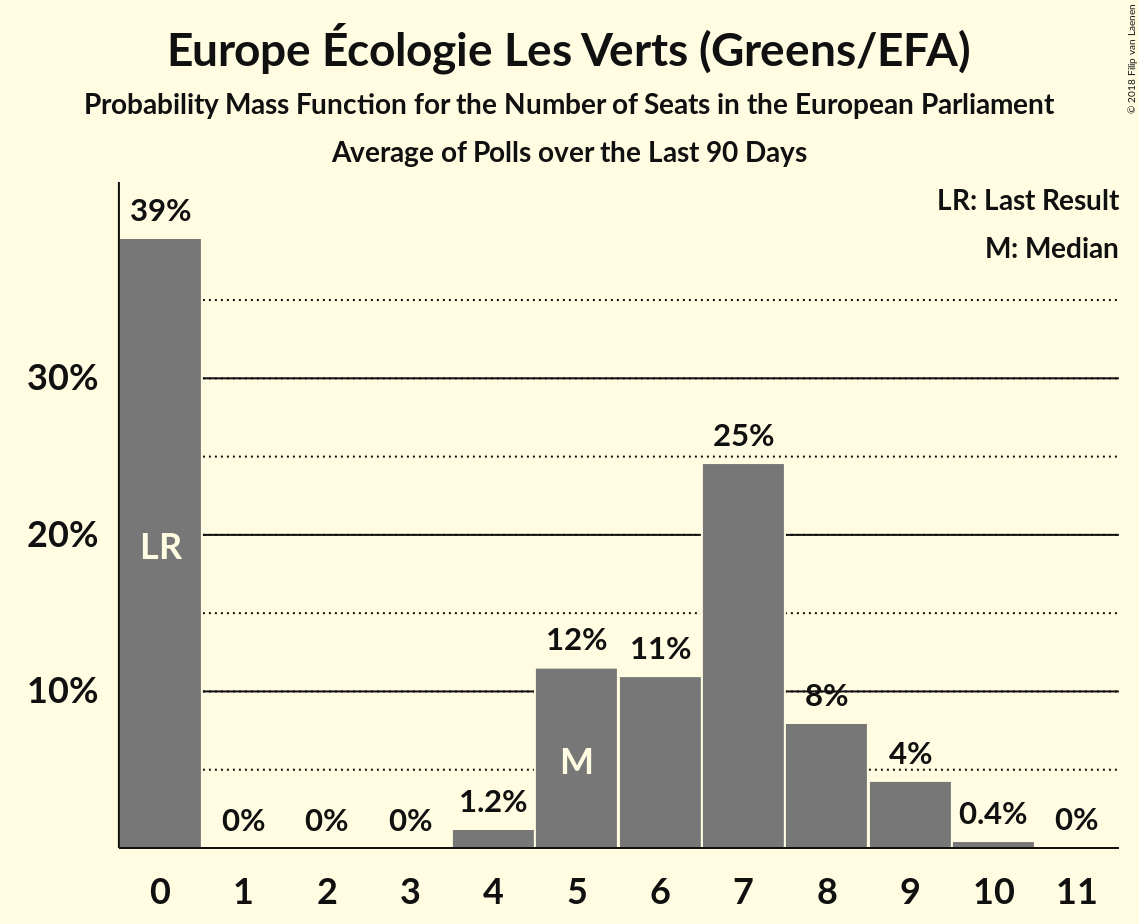 Europe Écologie Les Verts (Greens/EFA)
Probability Mass Function for the Number of Seats in the European Parliament
Average of Polls over the Last 90 Days
© 2018 Filip van Laenen
LR: Last Result
M: Median
39%
30%
25%
20%
LR
12%
11%
10%
8%
M
4%
1.2%
0.4%
0%
0%
0%
0%
0 1 2 3 4 5 6 7 8 9 10 11